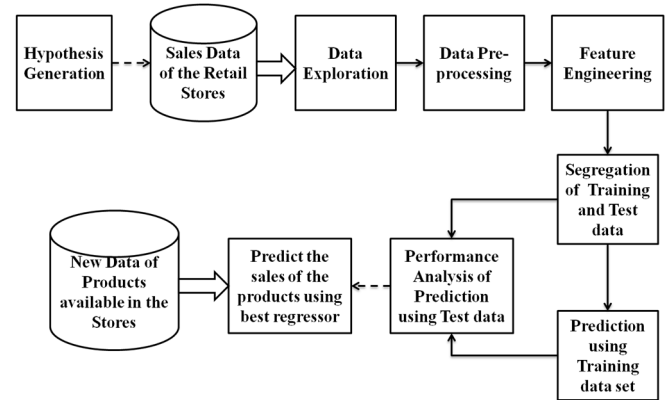 Hypothesis
Generation
Sales Data
of the Retail
Stores
Data
Exploration
Data Pre-
processing
Feature
Engineering
Segregation
of Training
and Test
data
New Data of
Products
available in the
Stores
Predict the
sales of the
products using
best regressor
Performance
Analysis of
Prediction
using Test data
Prediction
using
Training
data set